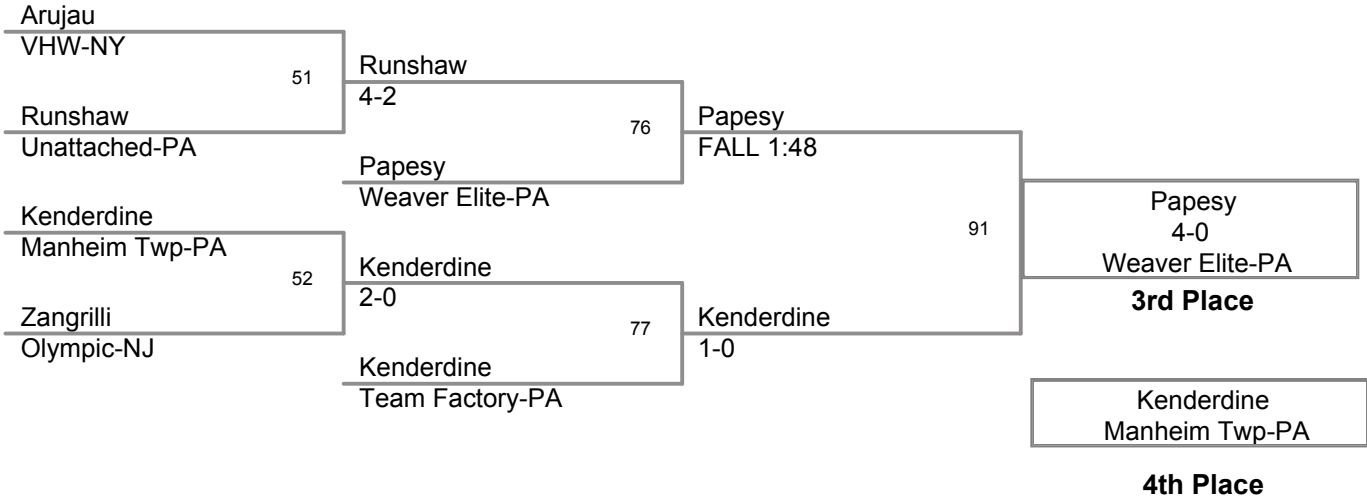 Arujau
VHW-NY
51
Runshaw
4-2
Runshaw
Unattached-PA
76
Papesy
FALL 1:48
Papesy
Weaver Elite-PA
Kenderdine
Manheim Twp-PA
52
Kenderdine
2-0
Zangrilli
Olympic-NJ
77
Kenderdine
1-0
Kenderdine
Team Factory-PA
91
Papesy
4-0
Weaver Elite-PA
3rd Place
Kenderdine
Manheim Twp-PA
4th Place